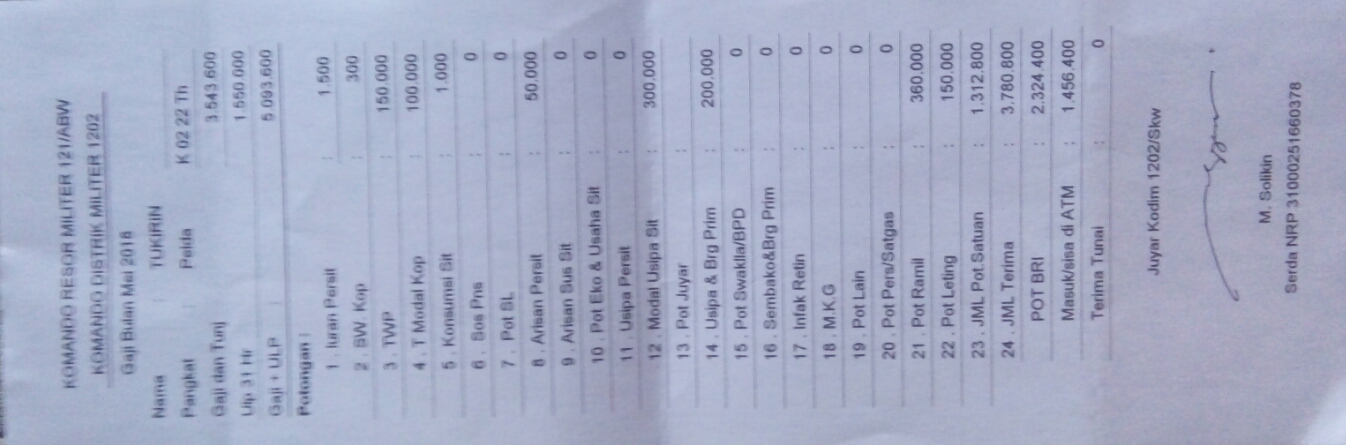 KOMANDO RESOR MILITER 121/ABW
KOMANDO DISTRIK MILITER 1202
Gaji Bulan Mei 2018
Nama : TUKIRIN
Pangkat Pelda K 02 22 Th
Gaji dan Tunj 3.543.600
Ulp 31 Hr 1.550.000
Gaji + ULP : 5.093.600
Potongan :
1 . Iuran Persit : 1.500
2 . SW. Kop : 300
3 . TWP : 150.000
4 . T Modal Kop : 100.000
5 . Konsumsi Sit : 1.000
6 . Sos Pns : 0
7 . Pot SL : 0
8 . Arisan Persit : 50.000
9 . Arisan Sus Sit : 0
10 . Pot Eko & Usaha Sit : 0
11 . Usipa Persit : 0
12 . Modal Usipa Sit : 300.000
13 . Pot Juyar :
14 . Usipa & Brg Prim : 200.000
15 . Pot Swaklla/BPD : 0
16 . Sembako&Brg Prim : 0
17 . Infak Retin : 0
18 . M.K.G : 0
19 . Pot Lain : 0
20 . Pot Pers/Satgas : 0
21 . Pot Ramil : 360.000
22 . Pot Leting : 150.000
23 . JML Pot.Satuan : 1.312.800
24 . JML Terima : 3.780.800
POT BRI : 2.324.400
Masuk/sisa di ATM : 1.456.400
Terima Tunai : 0
Juyar Kodim 1202/Skw
M. Solikin
Serda NRP 31000251660378